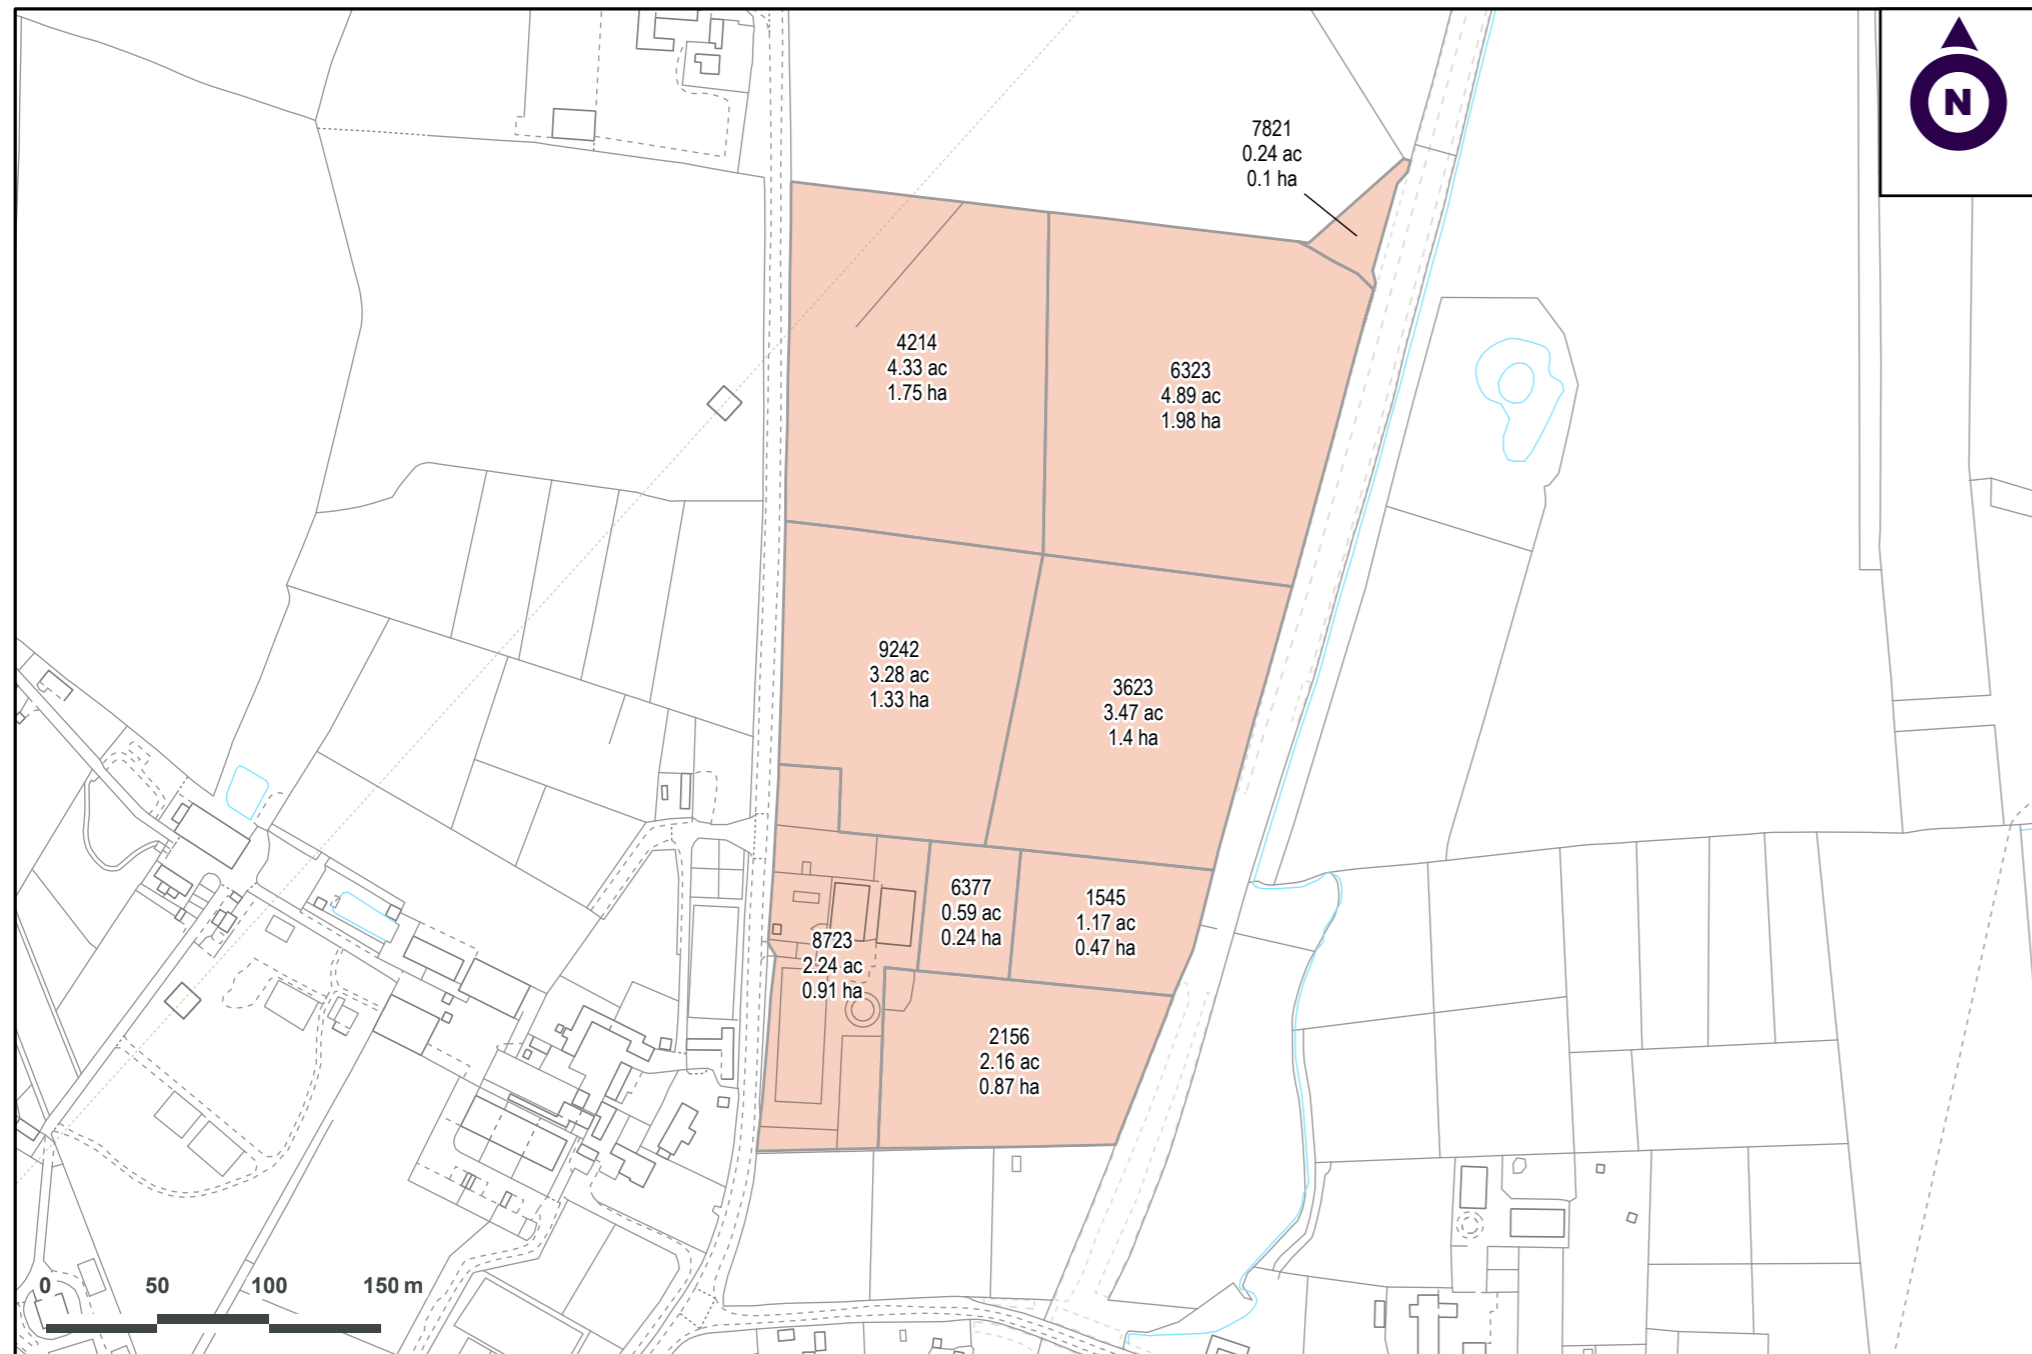 N
7821
0.24 ac
0.1 ha
4214
4.33 ac
1.75 ha
6323
4.89 ac
1.98 ha
9242
3.28 ac
1.33 ha
3623
3.47 ac
1.4 ha
6377
0.59 ac
0.24 ha
1545
1.17 ac
0.47 ha
8723
2.24 ac
0.91 ha
2156
2.16 ac
0.87 ha
0 50 100 150 m